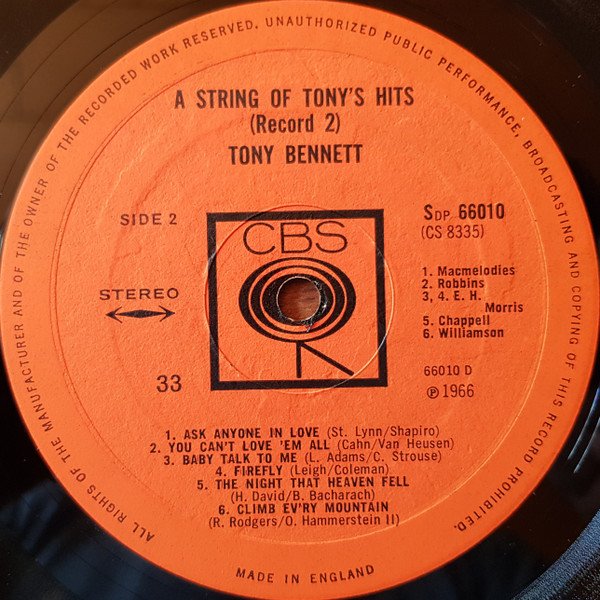 ALL RIGHTS OF THE MANUFACTURER AND OF THE OWNER OF THE RECORDED WORK RESERVED. UNAUTHORIZED PUBLIC PERFORMANCE, BROADCASTING AND COPYING OF THIS RECORD PROHIBITED.
A STRING OF TONY'S HITS
(Record 2)
TONY BENNETT
SIDE 2
CBS
SDP 66010
(CS 8335)
STEREO
33
1. Macmelodies
2. Robbins
3, 4. E. H.
Morris
5. Chappell
6. Williamson
66010 D
℗ 1966
1. ASK ANYONE IN LOVE (St. Lynn/Shapiro)
2. YOU CAN'T LOVE 'EM ALL (Cahn/Van Heusen)
3. BABY TALK TO ME (L. Adams/C. Strouse)
4. FIREFLY (Leigh/Coleman)
5. THE NIGHT THAT HEAVEN FELL
(H. David/B. Bacharach)
6. CLIMB EV'RY MOUNTAIN
(R. Rodgers/O. Hammerstein II)
MADE IN ENGLAND